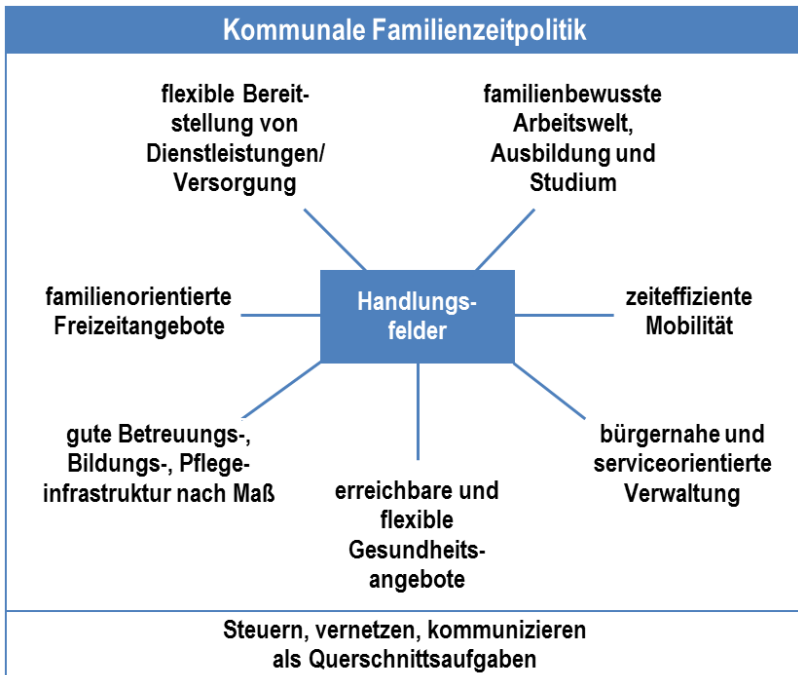 Kommunale Familienzeitpolitik
flexible Bereit-
stellung von
Dienstleistungen/
Versorgung
familienbewusste
Arbeitswelt,
Ausbildung und
Studium
familienorientierte
Freizeitangebote
Handlungs-
felder
zeiteffiziente
Mobilität
gute Betreuungs-,
Bildungs-, Pflege-
infrastruktur nach Maß
erreichbare und
flexible
Gesundheits-
angebote
bürgernahe und
serviceorientierte
Verwaltung
Steuern, vernetzen, kommunizieren
als Querschnittsaufgaben